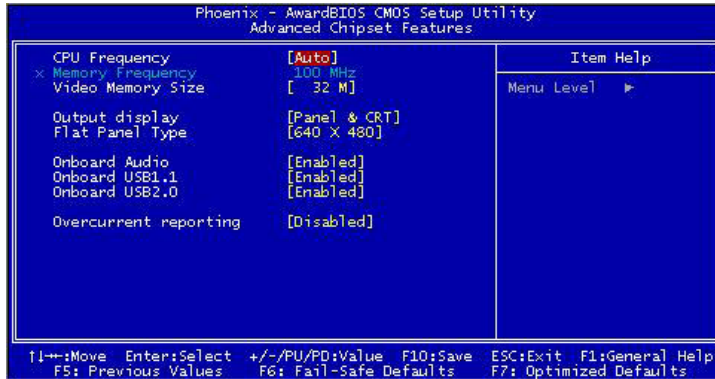 Phoenix - AwardBIOS CMOS Setup Utility
Advanced Chipset Features
CPU Frequency [Auto]
x Memory Frequency 100 MHz
Video Memory Size [ 32 M]
Output display [Panel & CRT]
Flat Panel Type [640 X 480]
Onboard Audio [Enabled]
Onboard USB1.1 [Enabled]
Onboard USB2.0 [Enabled]
Overcurrent reporting [Disabled]
Item Help
Menu Level ▶
↑↓→←:Move Enter:Select +/-/PU/PD:Value F10:Save ESC:Exit F1:General Help
F5: Previous Values F6: Fail-Safe Defaults F7: Optimized Defaults